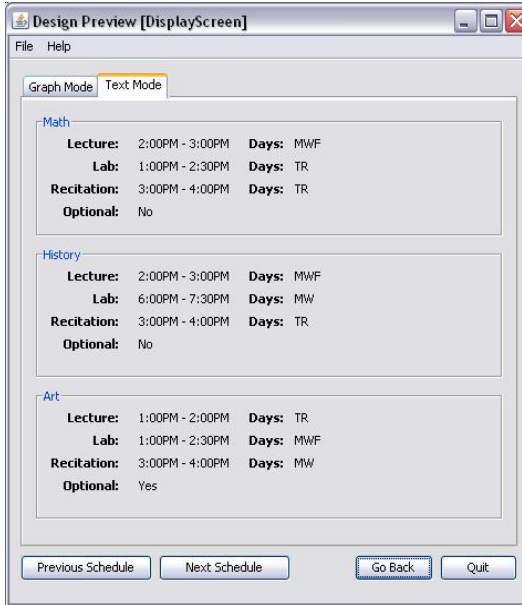 Design Preview [DisplayScreen]
File Help
Graph Mode Text Mode
Math
Lecture: 2:00PM - 3:00PM Days: MWF
Lab: 1:00PM - 2:30PM Days: TR
Recitation: 3:00PM - 4:00PM Days: TR
Optional: No
History
Lecture: 2:00PM - 3:00PM Days: MWF
Lab: 6:00PM - 7:30PM Days: MW
Recitation: 3:00PM - 4:00PM Days: TR
Optional: No
Art
Lecture: 1:00PM - 2:00PM Days: TR
Lab: 1:00PM - 2:30PM Days: MWF
Recitation: 3:00PM - 4:00PM Days: MW
Optional: Yes
Previous Schedule Next Schedule Go Back Quit